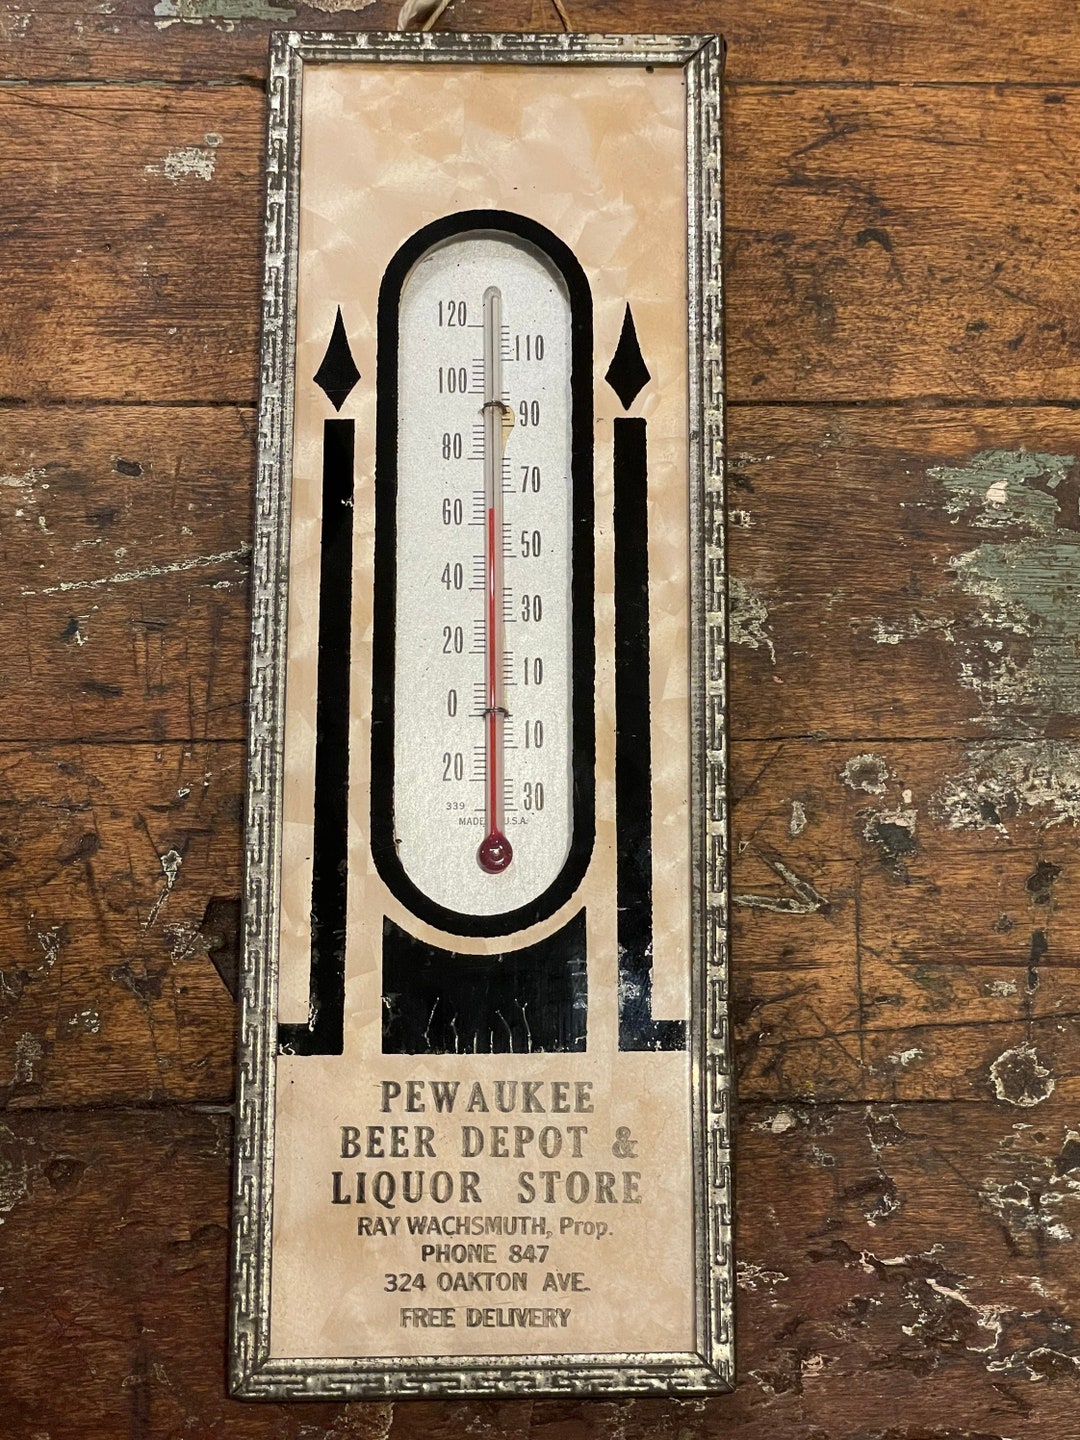 120
110
100
90
80
70
60
50
40
30
20
10
0
10
20
30
339
MADE U.S.A.
PEWAUKEE
BEER DEPOT &
LIQUOR STORE
RAY WACHSMUTH, Prop.
PHONE 847
324 OAKTON AVE.
FREE DELIVERY